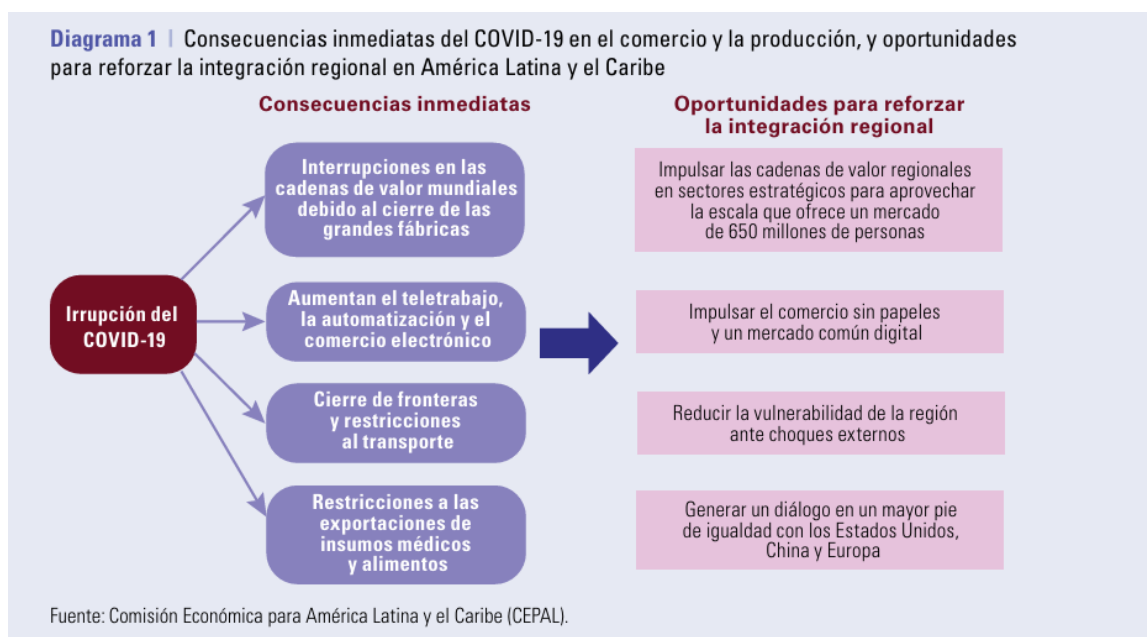 Diagrama 1 | Consecuencias inmediatas del COVID-19 en el comercio y la producción, y oportunidades
para reforzar la integración regional en América Latina y el Caribe
Consecuencias inmediatas
Oportunidades para reforzar
la integración regional
Irrupción del
COVID-19
Interrupciones en las
cadenas de valor mundiales
debido al cierre de las
grandes fábricas
Impulsar las cadenas de valor regionales
en sectores estratégicos para aprovechar
la escala que ofrece un mercado
de 650 millones de personas
Aumentan el teletrabajo,
la automatización y el
comercio electrónico
Impulsar el comercio sin papeles
y un mercado común digital
Cierre de fronteras
y restricciones
al transporte
Reducir la vulnerabilidad de la región
ante choques externos
Restricciones a las
exportaciones de
insumos médicos
y alimentos
Generar un diálogo en un mayor pie
de igualdad con los Estados Unidos,
China y Europa
Fuente: Comisión Económica para América Latina y el Caribe (CEPAL).